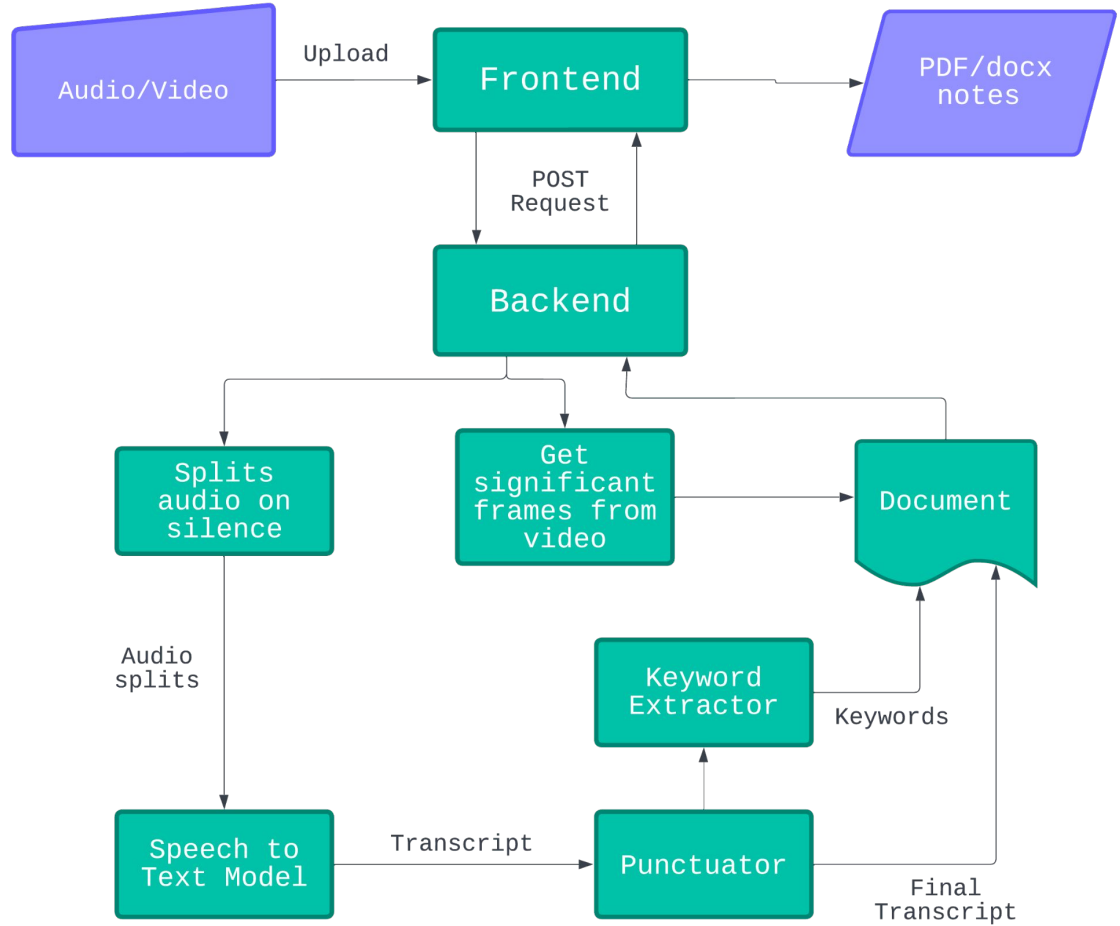 Upload
Audio/Video
Frontend
PDF/docx
notes
POST
Request
Backend
Splits
audio on
silence
Get
significant
frames from
video
Document
Audio
splits
Keyword
Extractor
Keywords
Speech to
Text Model
Transcript
Punctuator
Final
Transcript